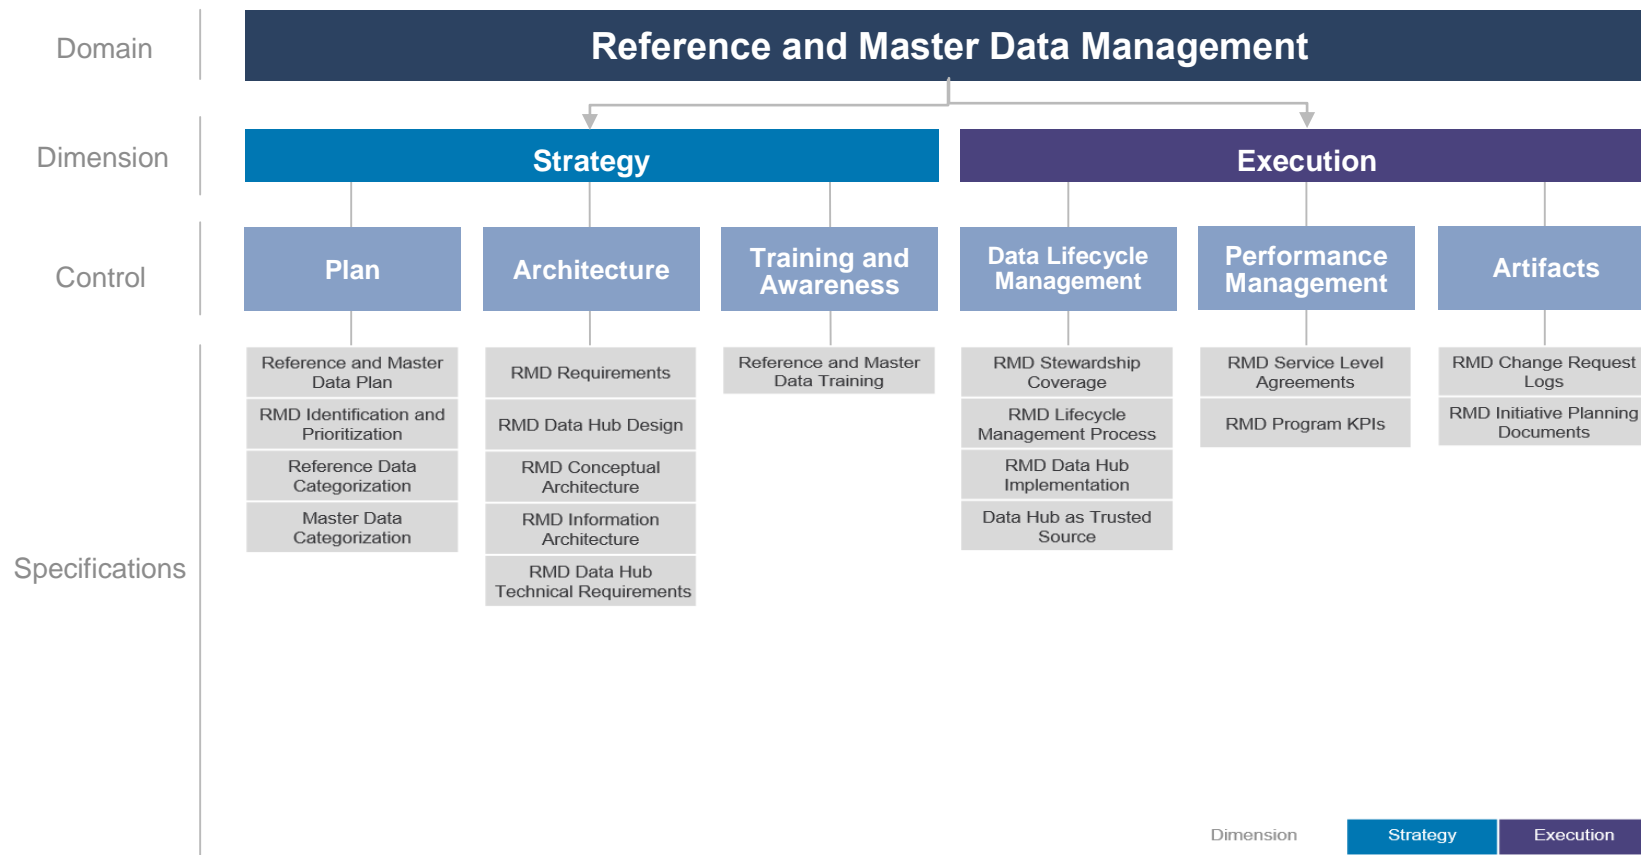 Domain
Reference and Master Data Management
Dimension
Strategy
Execution
Control
Plan
Architecture
Training and
Awareness
Data Lifecycle
Management
Performance
Management
Artifacts
Specifications
Reference and Master
Data Plan
RMD Identification and
Prioritization
Reference Data
Categorization
Master Data
Categorization
RMD Requirements
RMD Data Hub Design
RMD Conceptual
Architecture
RMD Information
Architecture
RMD Data Hub
Technical Requirements
Reference and Master
Data Training
RMD Stewardship
Coverage
RMD Lifecycle
Management Process
RMD Data Hub
Implementation
Data Hub as Trusted
Source
RMD Service Level
Agreements
RMD Program KPIs
RMD Change Request
Logs
RMD Initiative Planning
Documents
Dimension
Strategy
Execution